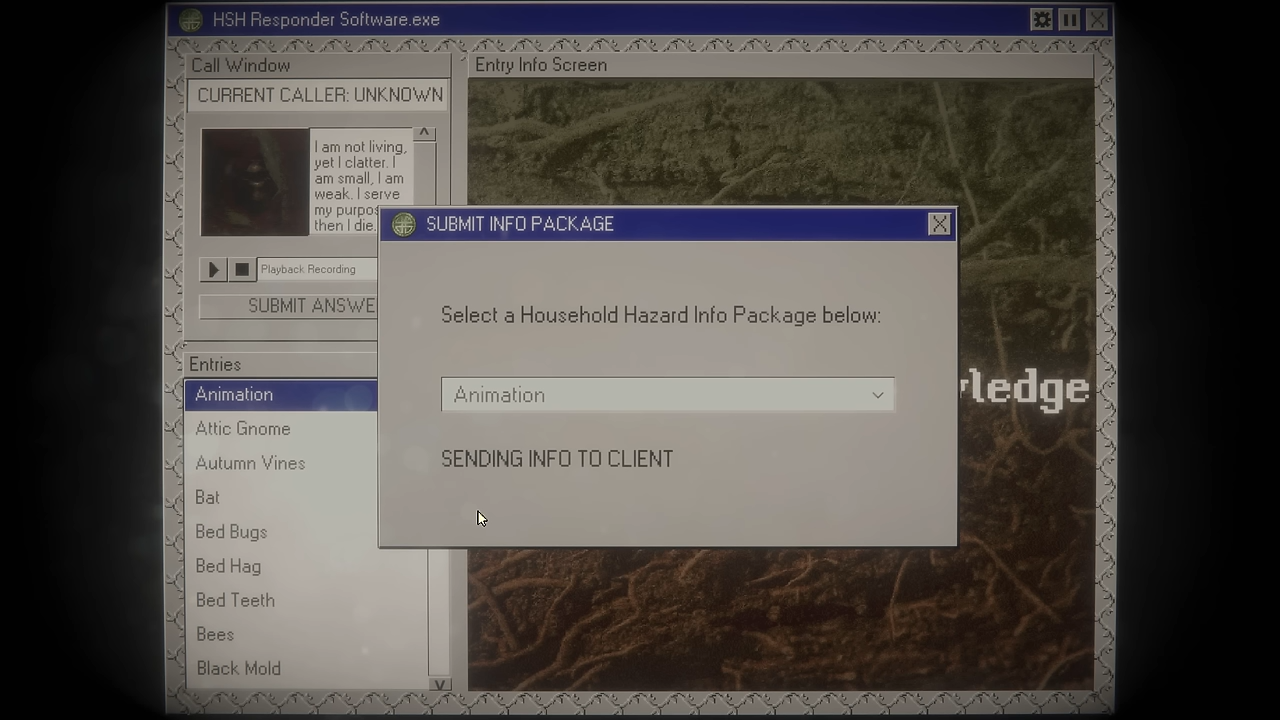 HSH Responder Software.exe
Call Window
CURRENT CALLER: UNKNOWN
I am not living,
yet I clatter. I
am small, I am
weak. I serve
my purpos
then I die.
Playback Recording
SUBMIT ANSWE
Entries
Animation
Attic Gnome
Autumn Vines
Bat
Bed Bugs
Bed Hag
Bed Teeth
Bees
Black Mold
Entry Info Screen
ledge
SUBMIT INFO PACKAGE
Select a Household Hazard Info Package below:
Animation
SENDING INFO TO CLIENT